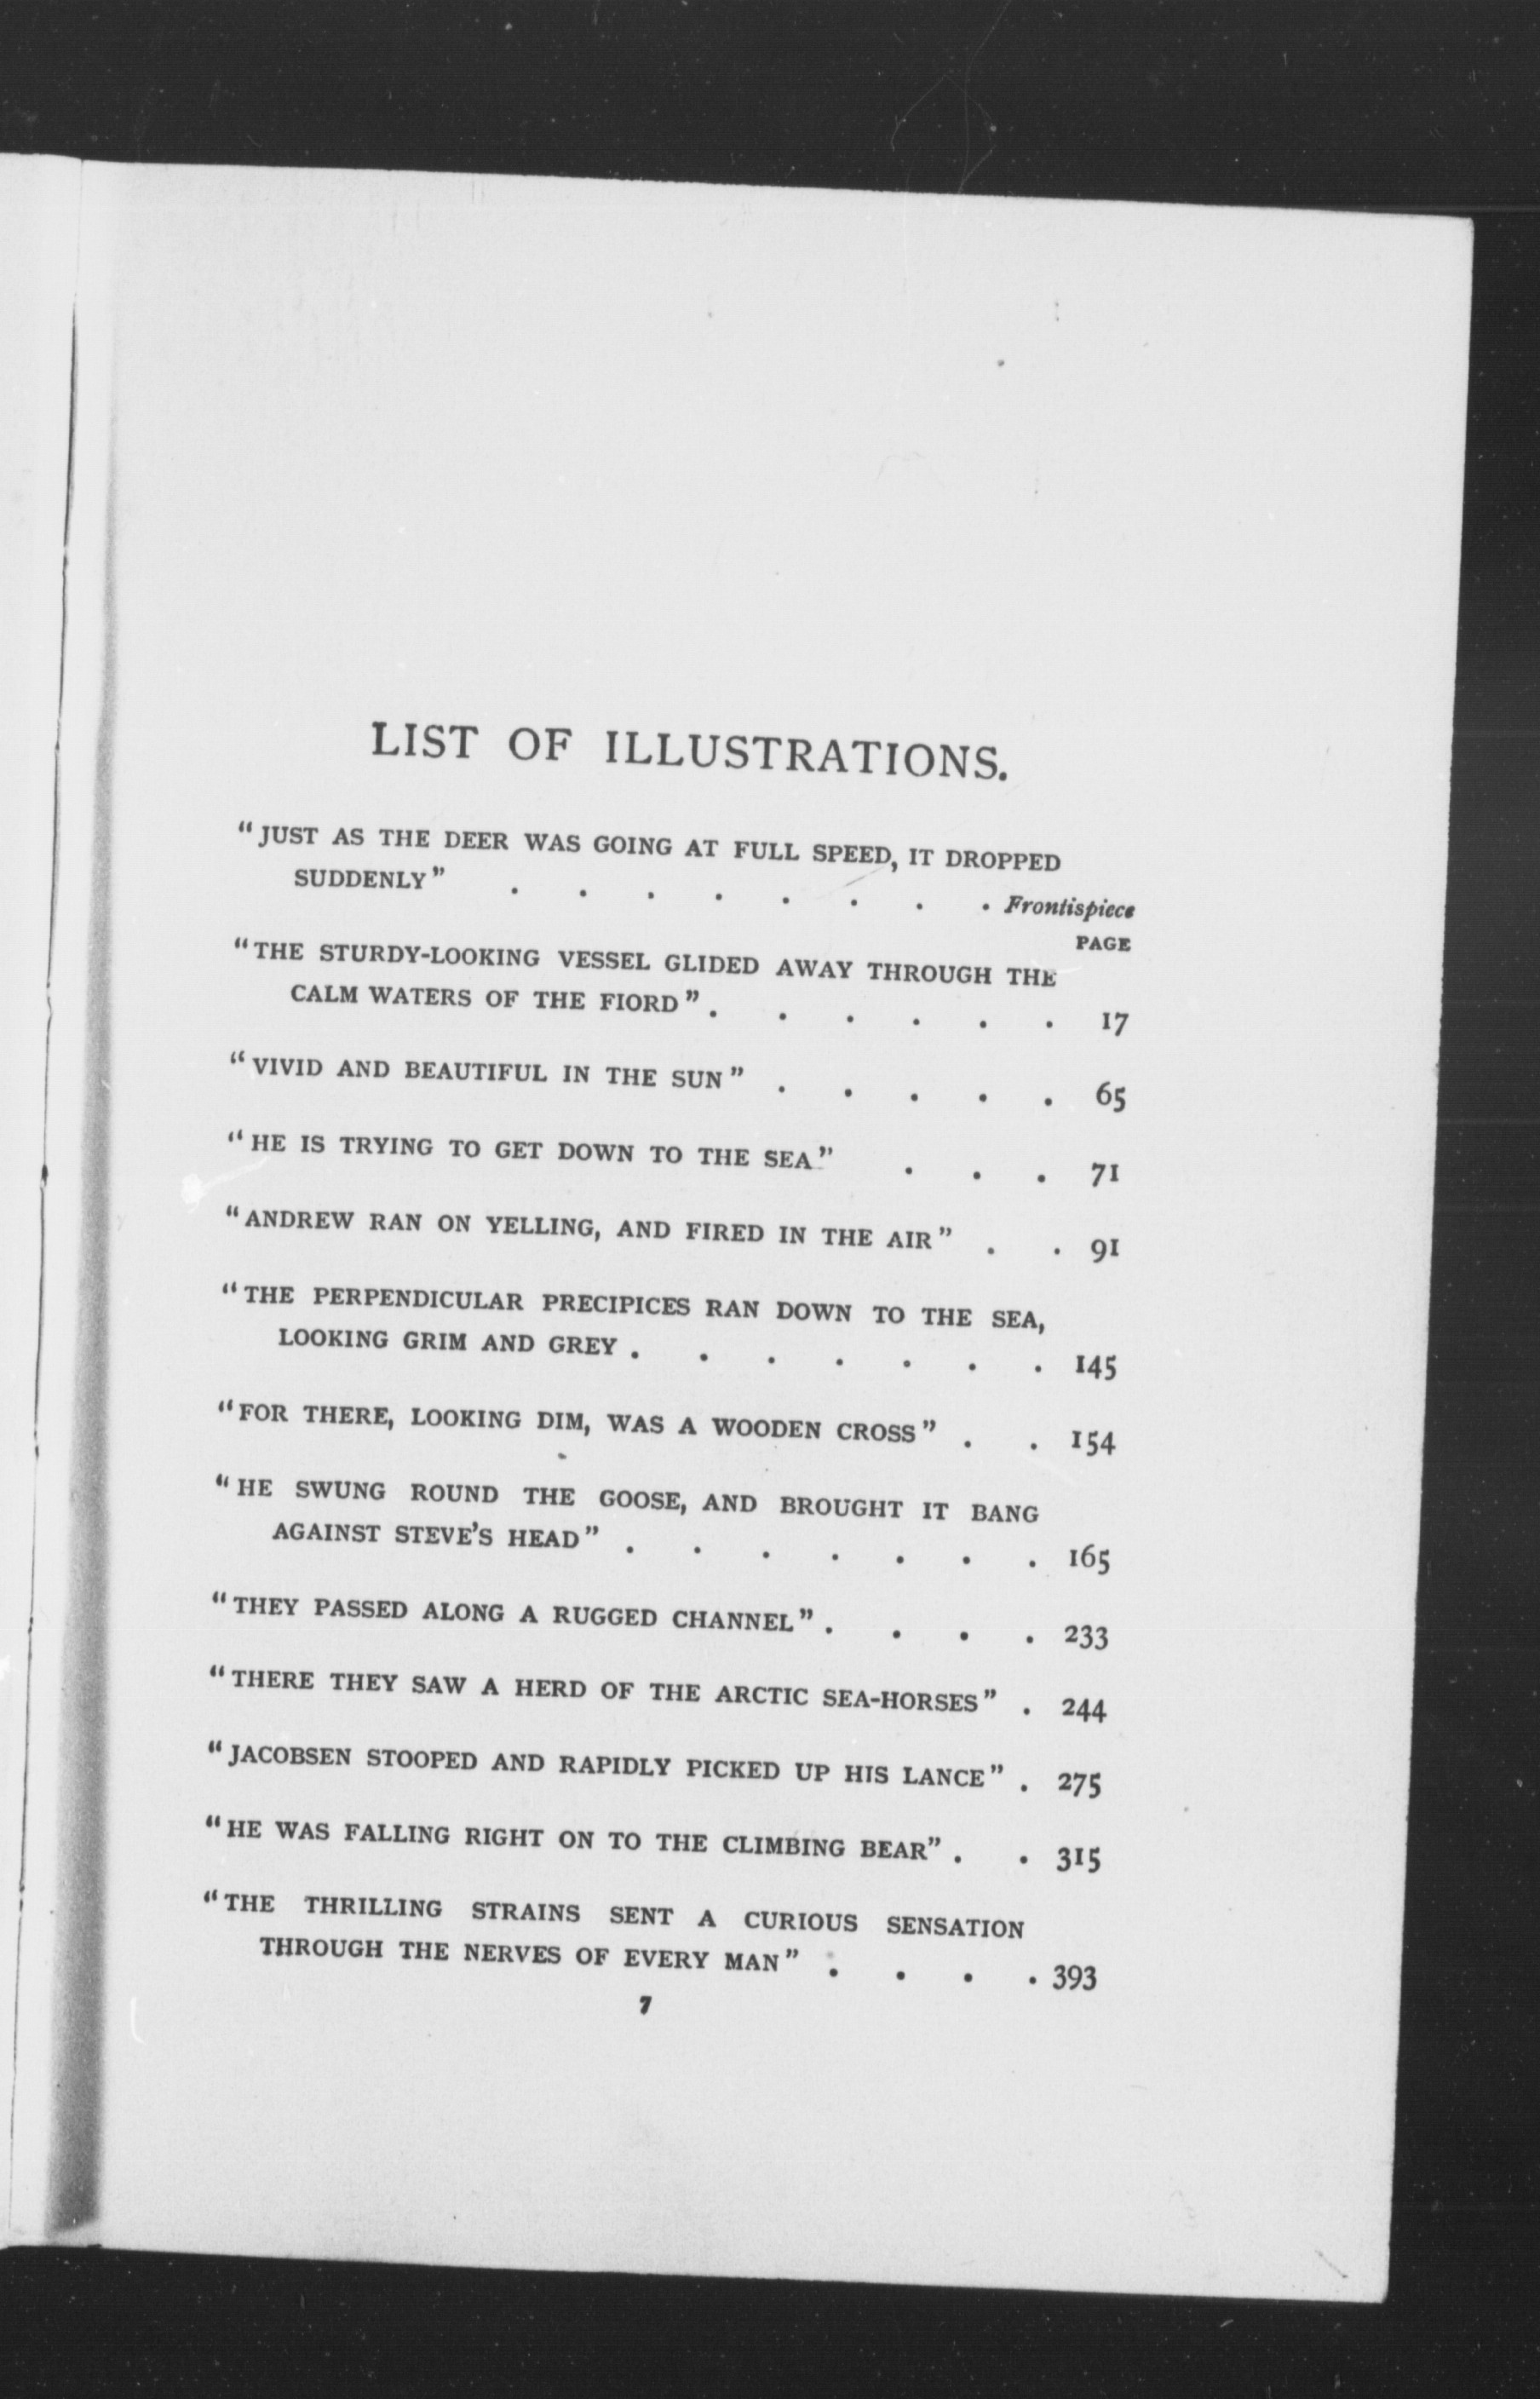 LIST OF ILLUSTRATIONS.
"JUST AS THE DEER WAS GOING AT FULL SPEED, IT DROPPED
SUDDENLY" . . . . . . . . Frontispiece
PAGE
"THE STURDY-LOOKING VESSEL GLIDED AWAY THROUGH THE
CALM WATERS OF THE FIORD" . . . . . . 17
"VIVID AND BEAUTIFUL IN THE SUN" . . . . . 65
"HE IS TRYING TO GET DOWN TO THE SEA" . . . 71
"ANDREW RAN ON YELLING, AND FIRED IN THE AIR" . . 91
"THE PERPENDICULAR PRECIPICES RAN DOWN TO THE SEA,
LOOKING GRIM AND GREY . . . . . . . 145
"FOR THERE, LOOKING DIM, WAS A WOODEN CROSS" . . 154
"HE SWUNG ROUND THE GOOSE, AND BROUGHT IT BANG
AGAINST STEVE'S HEAD" . . . . . . . 165
"THEY PASSED ALONG A RUGGED CHANNEL" . . . . 233
"THERE THEY SAW A HERD OF THE ARCTIC SEA-HORSES" . 244
"JACOBSEN STOOPED AND RAPIDLY PICKED UP HIS LANCE" . 275
"HE WAS FALLING RIGHT ON TO THE CLIMBING BEAR" . . 315
"THE THRILLING STRAINS SENT A CURIOUS SENSATION
THROUGH THE NERVES OF EVERY MAN" . . . . 393
7